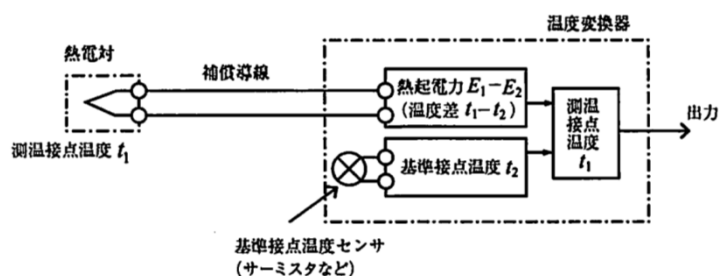 温度変換器
熱電対
補償導線
熱起電力 E₁−E₂
(温度差 t₁−t₂)
測温
接点
温度
t₁
出力
測温接点温度 t₁
基準接点温度 t₂
基準接点温度センサ
(サーミスタなど)